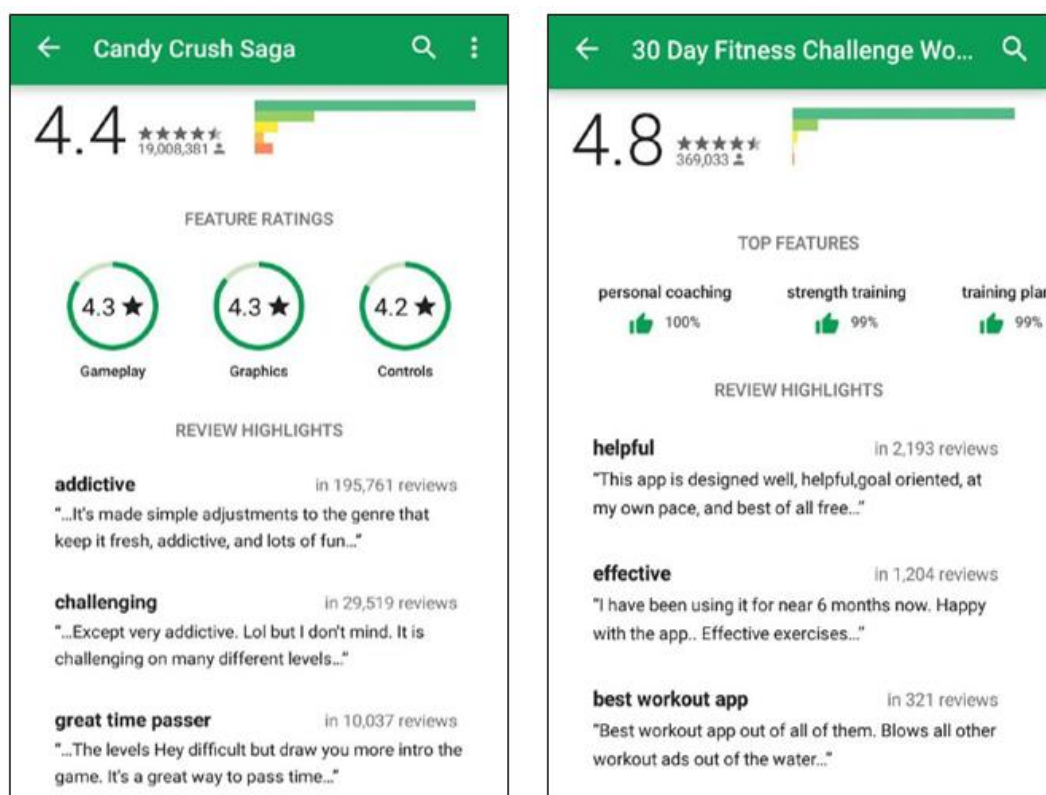 Candy Crush Saga
4.4
19,008,381
FEATURE RATINGS
4.3 ★
4.3 ★
4.2 ★
Gameplay
Graphics
Controls
REVIEW HIGHLIGHTS
addictive
in 195,761 reviews
"...It's made simple adjustments to the genre that
keep it fresh, addictive, and lots of fun..."
challenging
in 29,519 reviews
"...Except very addictive. Lol but I don't mind. It is
challenging on many different levels..."
great time passer
in 10,037 reviews
"...The levels Hey difficult but draw you more intro the
game. It's a great way to pass time..."
30 Day Fitness Challenge Wo...
4.8
369,033
TOP FEATURES
personal coaching
strength training
training plan
100%
99%
99%
REVIEW HIGHLIGHTS
helpful
in 2,193 reviews
"This app is designed well, helpful,goal oriented, at
my own pace, and best of all free..."
effective
in 1,204 reviews
"I have been using it for near 6 months now. Happy
with the app.. Effective exercises..."
best workout app
in 321 reviews
"Best workout app out of all of them. Blows all other
workout ads out of the water..."